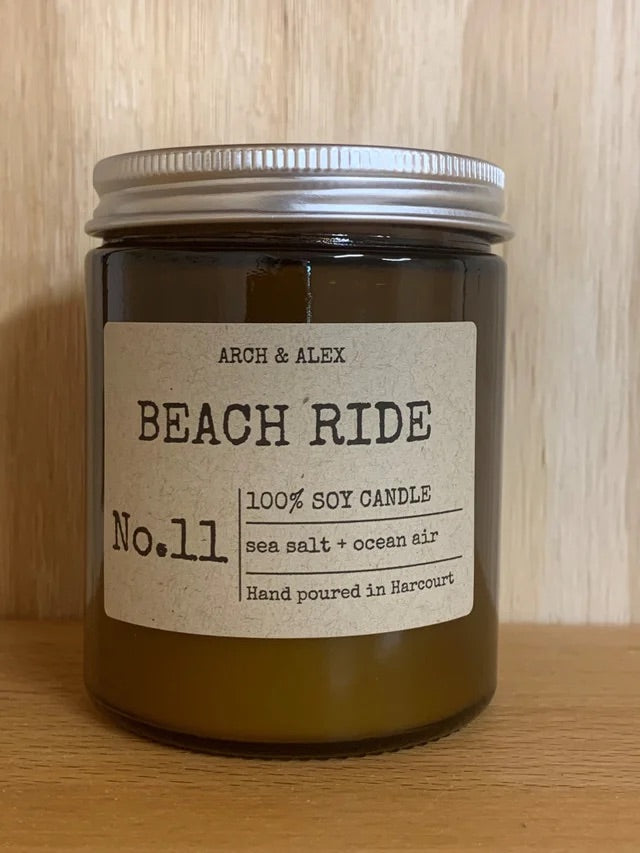 ARCH & ALEX
BEACH RIDE
No.11
100% SOY CANDLE
sea salt + ocean air
Hand poured in Harcourt